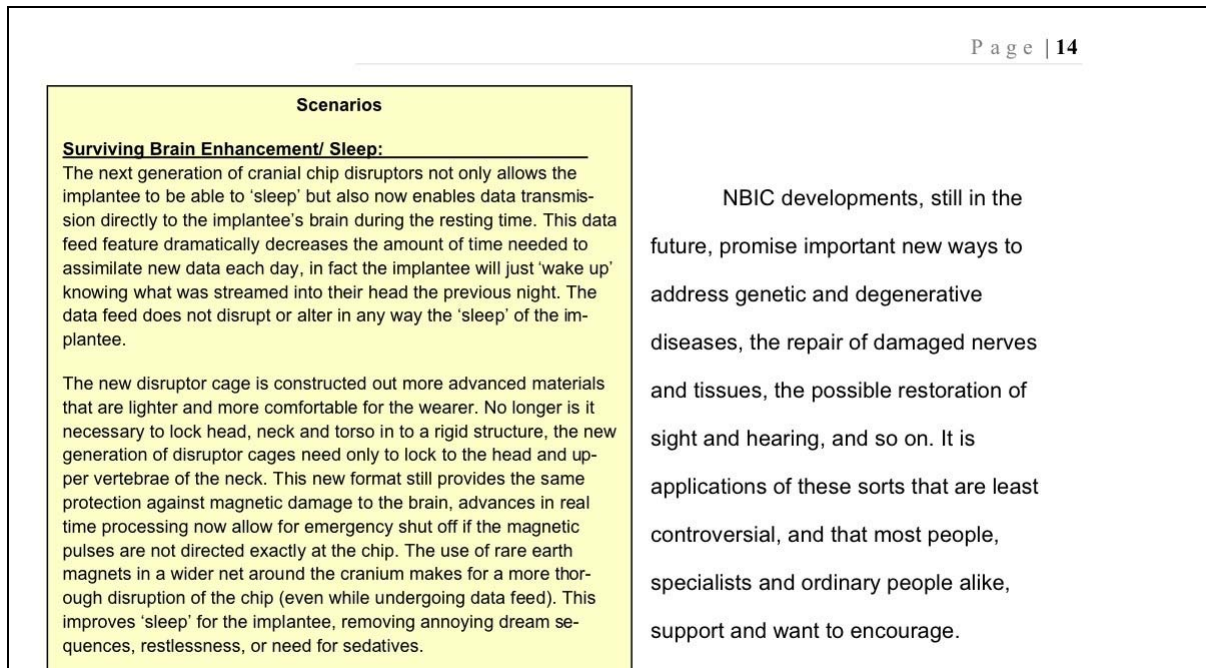 Page | 14
Scenarios
Surviving Brain Enhancement/ Sleep:
The next generation of cranial chip disruptors not only allows the
implantee to be able to ‘sleep’ but also now enables data transmis-
sion directly to the implantee’s brain during the resting time. This data
feed feature dramatically decreases the amount of time needed to
assimilate new data each day, in fact the implantee will just ‘wake up’
knowing what was streamed into their head the previous night. The
data feed does not disrupt or alter in any way the ‘sleep’ of the im-
plantee.
The new disruptor cage is constructed out more advanced materials
that are lighter and more comfortable for the wearer. No longer is it
necessary to lock head, neck and torso in to a rigid structure, the new
generation of disruptor cages need only to lock to the head and up-
per vertebrae of the neck. This new format still provides the same
protection against magnetic damage to the brain, advances in real
time processing now allow for emergency shut off if the magnetic
pulses are not directed exactly at the chip. The use of rare earth
magnets in a wider net around the cranium makes for a more thor-
ough disruption of the chip (even while undergoing data feed). This
improves ‘sleep’ for the implantee, removing annoying dream se-
quences, restlessness, or need for sedatives.
NBIC developments, still in the
future, promise important new ways to
address genetic and degenerative
diseases, the repair of damaged nerves
and tissues, the possible restoration of
sight and hearing, and so on. It is
applications of these sorts that are least
controversial, and that most people,
specialists and ordinary people alike,
support and want to encourage.